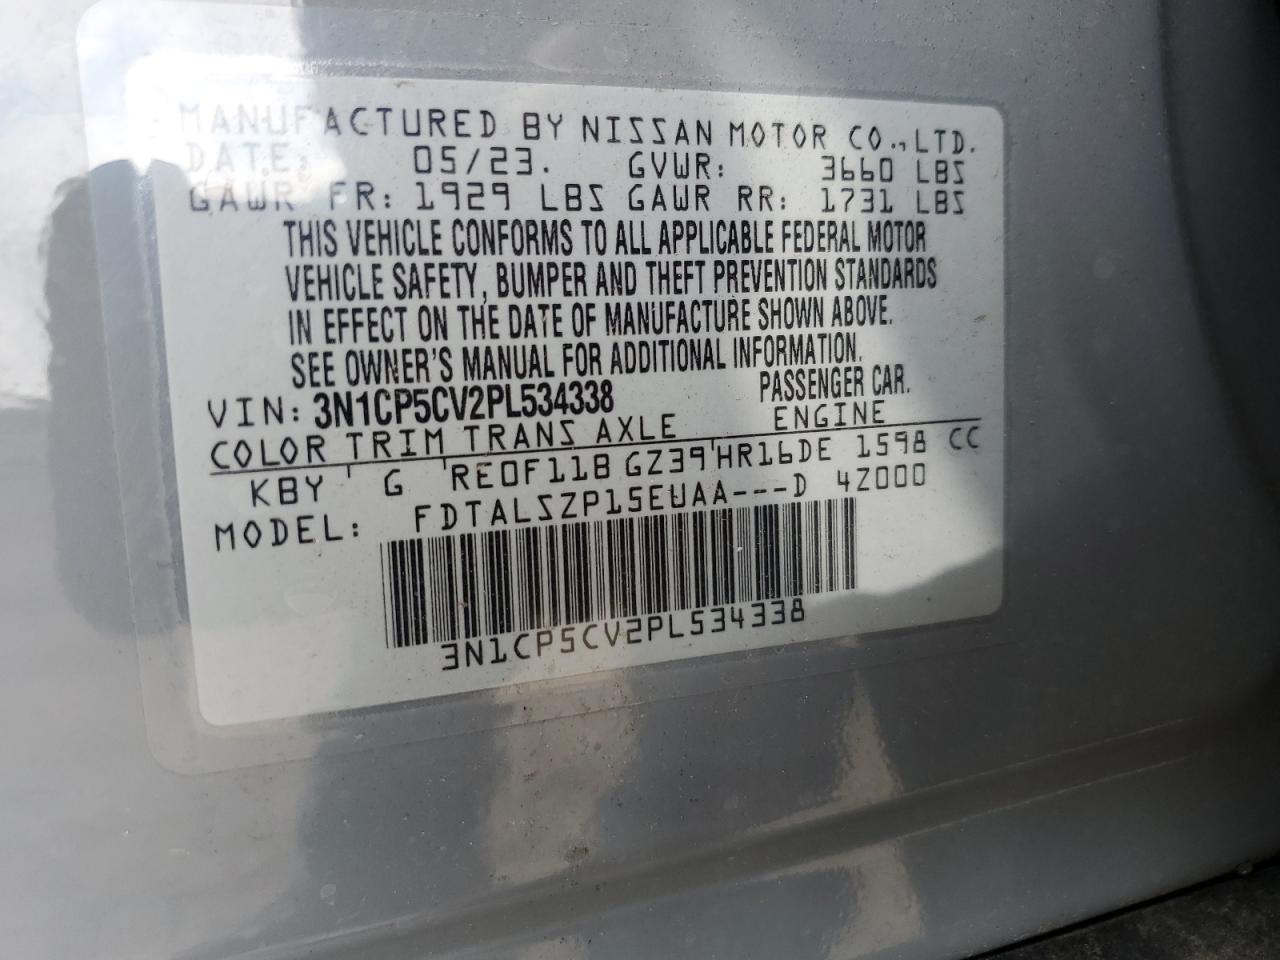 MANUFACTURED BY NISSAN MOTOR CO.,LTD.
DATE: 05/23. GVWR: 3660 LBS
GAWR FR: 1929 LBS GAWR RR: 1731 LBS
THIS VEHICLE CONFORMS TO ALL APPLICABLE FEDERAL MOTOR
VEHICLE SAFETY, BUMPER AND THEFT PREVENTION STANDARDS
IN EFFECT ON THE DATE OF MANUFACTURE SHOWN ABOVE.
SEE OWNER'S MANUAL FOR ADDITIONAL INFORMATION.
VIN: 3N1CP5CV2PL534338 PASSENGER CAR.
COLOR TRIM TRANS AXLE ENGINE
KBY G RE0F11B GZ39 HR16DE 1598 CC
MODEL: FDTALSZP15EUAA---D 4Z000
3N1CP5CV2PL534338